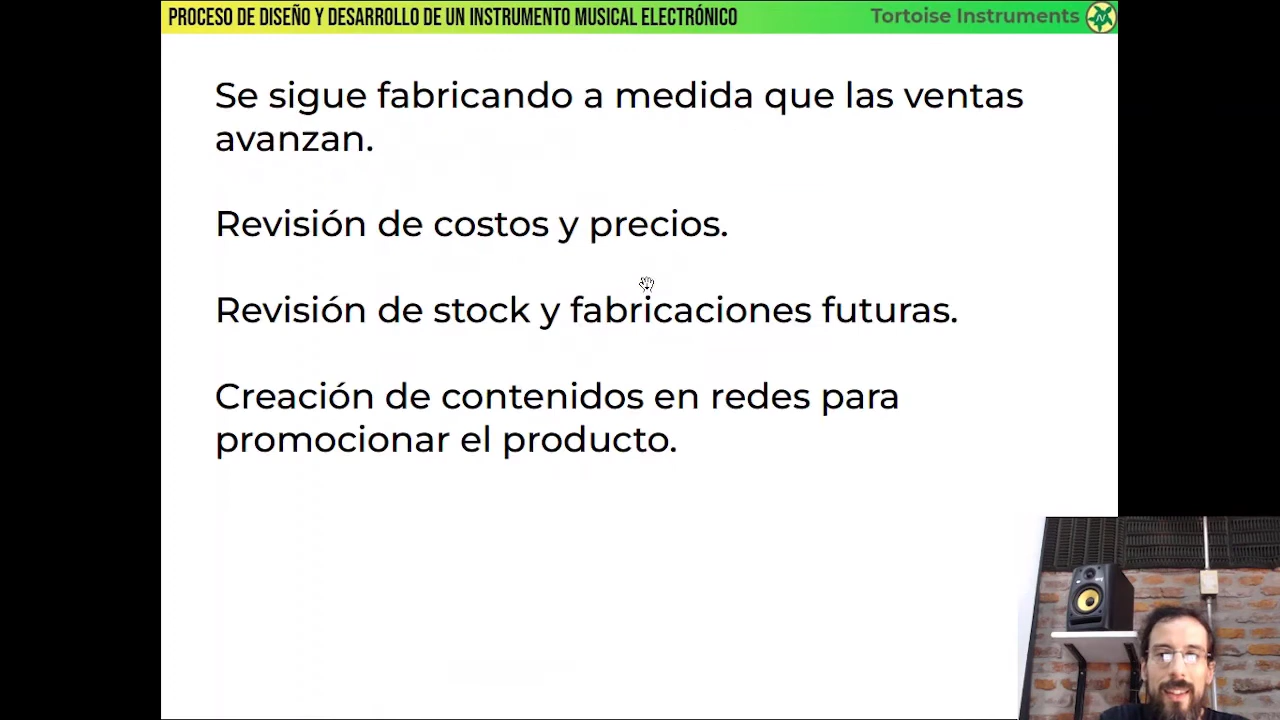 PROCESO DE DISEÑO Y DESARROLLO DE UN INSTRUMENTO MUSICAL ELECTRÓNICO
Tortoise Instruments
Se sigue fabricando a medida que las ventas
avanzan.
Revisión de costos y precios.
Revisión de stock y fabricaciones futuras.
Creación de contenidos en redes para
promocionar el producto.